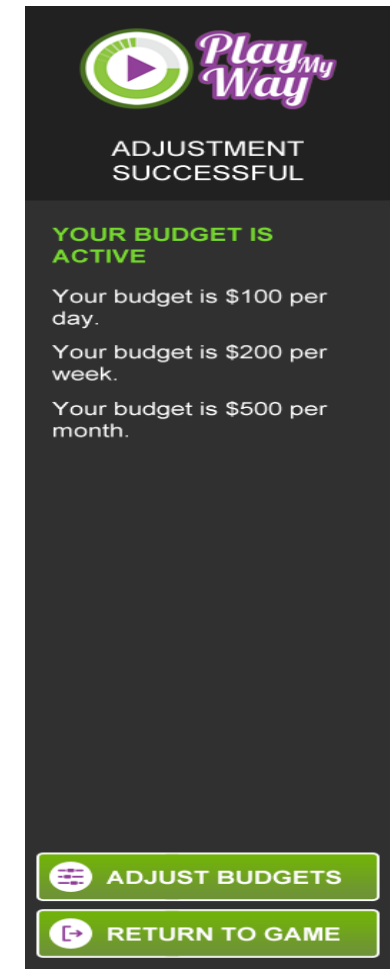 Play My
Way
ADJUSTMENT
SUCCESSFUL
YOUR BUDGET IS
ACTIVE
Your budget is $100 per
day.
Your budget is $200 per
week.
Your budget is $500 per
month.
ADJUST BUDGETS
RETURN TO GAME